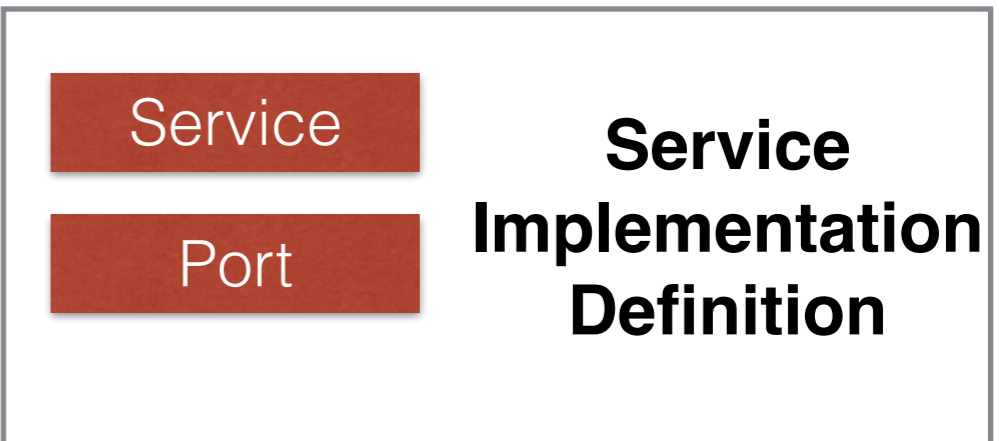 Service
Port
Service
Implementation
Definition